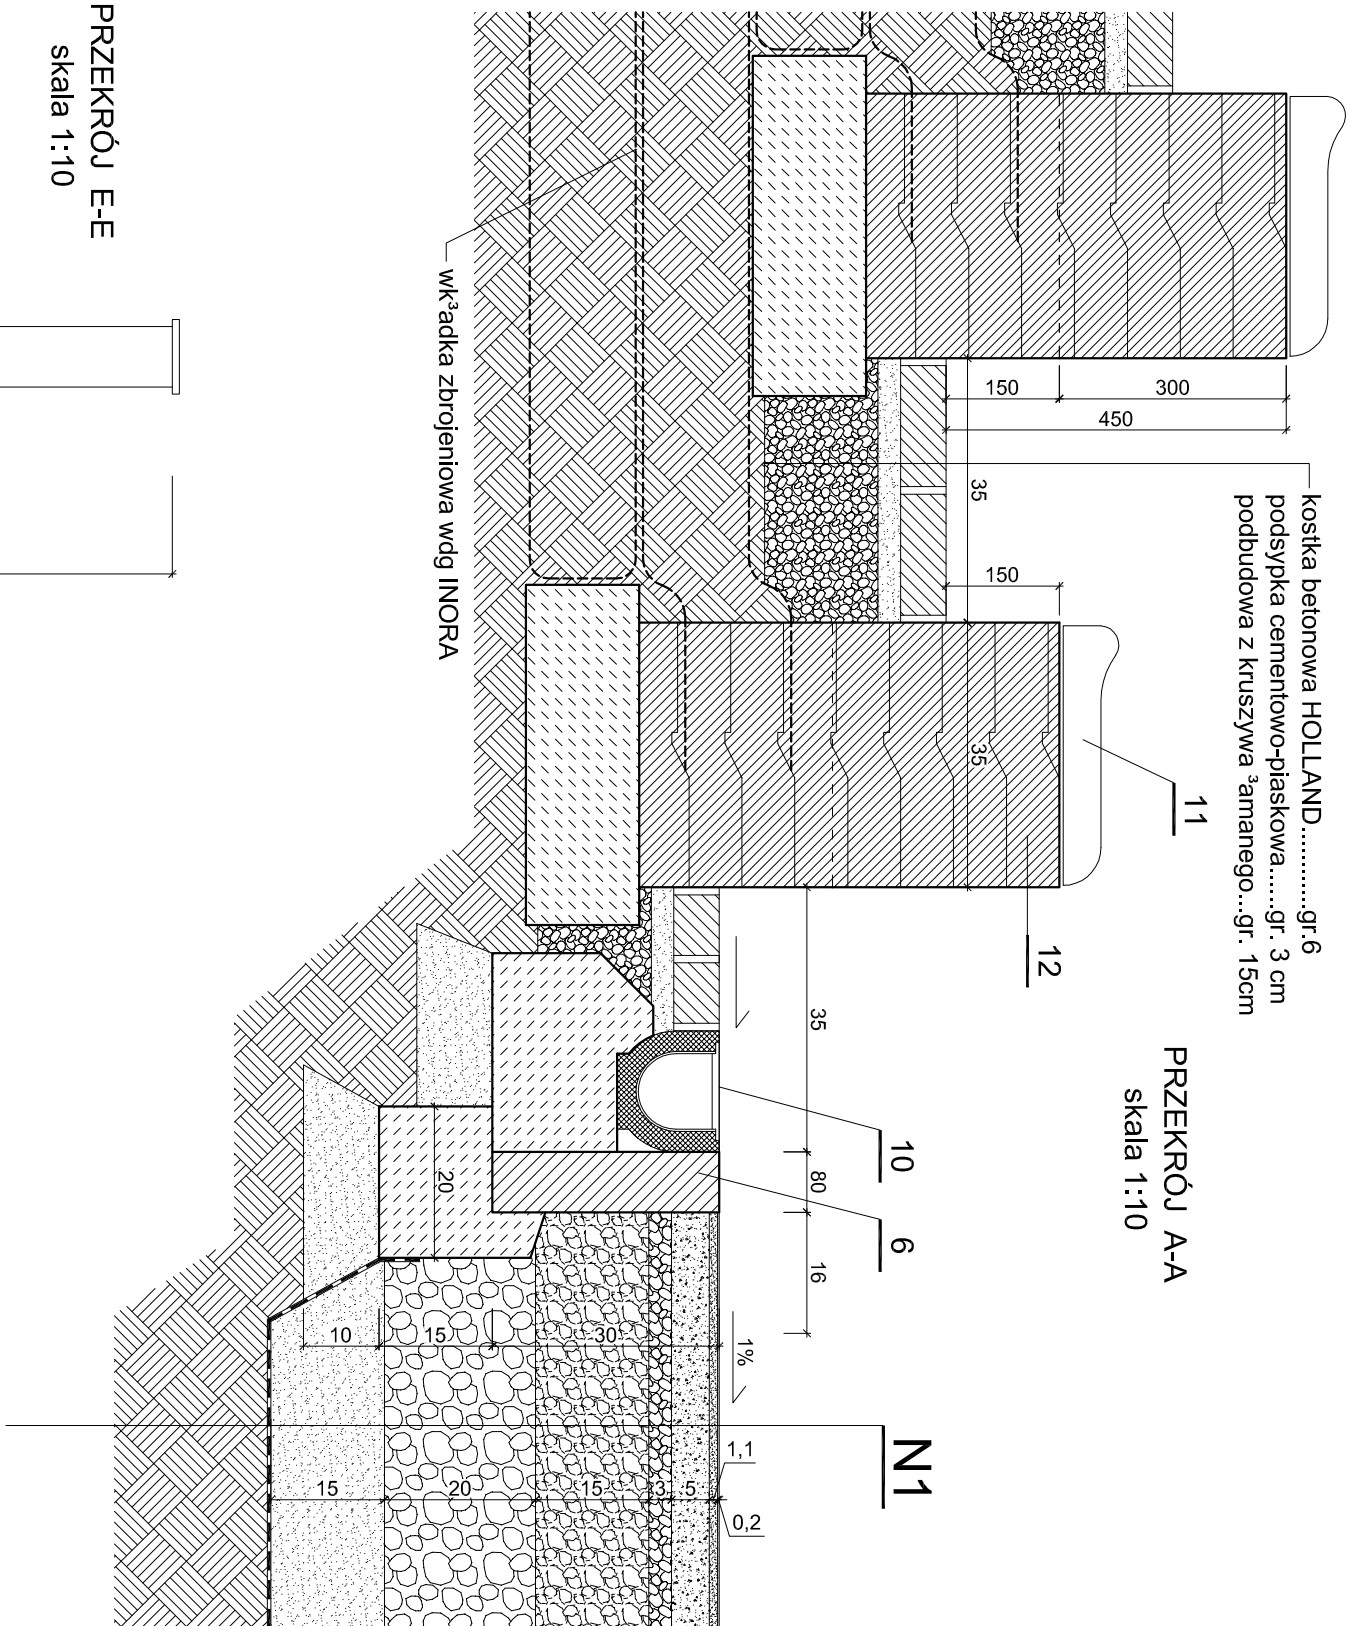 PRZEKRÓJ E-E
skala 1:10
wk³adka zbrojeniowa wdg INORA
kostka betonowa HOLLAND............gr.6
podsypka cementowo-piaskowa......gr. 3 cm
podbudowa z kruszywa ³amanego...gr. 15cm
PRZEKRÓJ A-A
skala 1:10
150
300
450
35
150
35
11
12
35
10
80
6
16
20
10
15
30
1%
N1
1,1
15
20
15
3
5
0,2